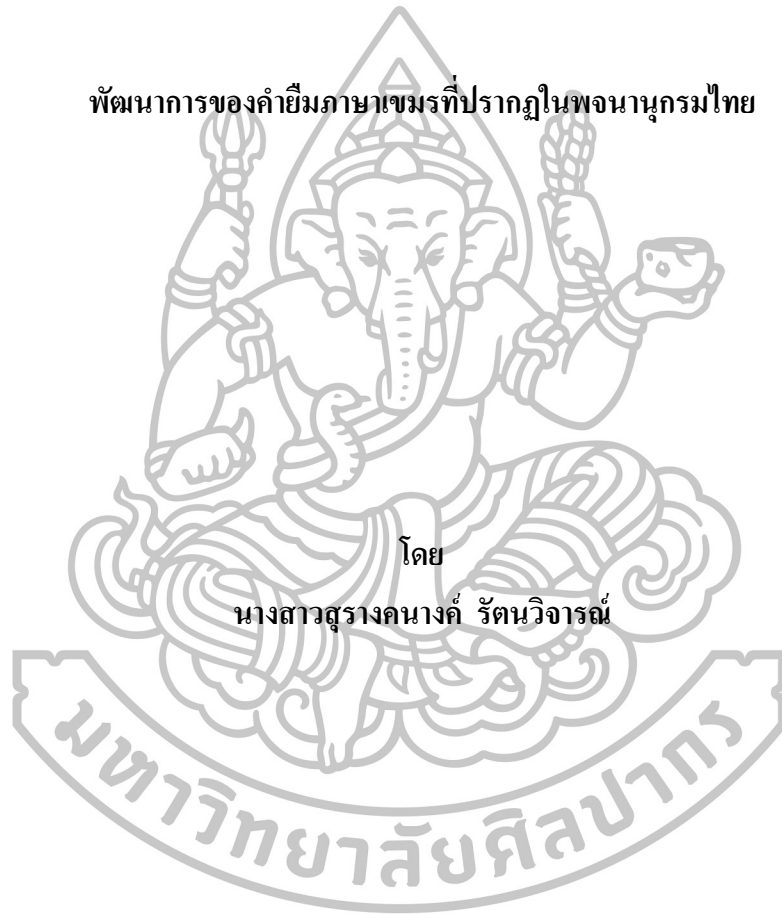 พัฒนาการของคำยืมภาษาเขมรที่ปรากฏในพจนานุกรมไทย
โดย
นางสาวสุรางคนางค์ รัตนวิจารณ์
มหาวิทยาลัยศิลปากร